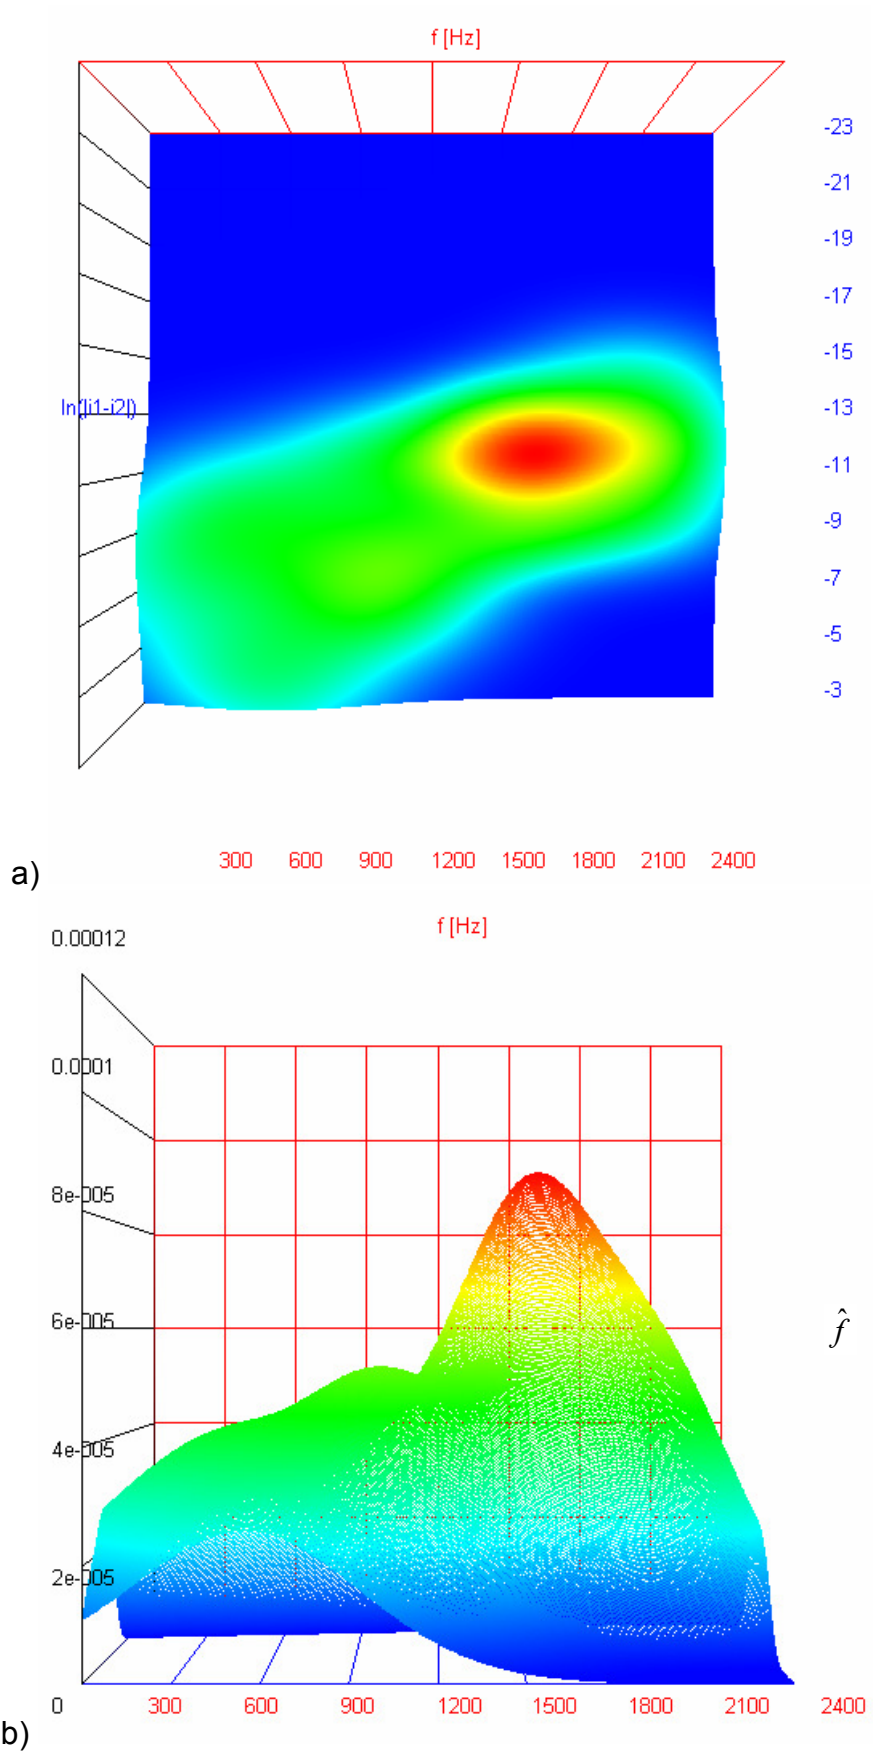 f [Hz]
-23
-21
-19
-17
-15
ln(|i1-i2|)
-13
-11
-9
-7
-5
-3
a)
300 600 900 1200 1500 1800 2100 2400
f [Hz]
0.00012
0.0001
8e-005
6e-005
f̂
4e-005
2e-005
0 300 600 900 1200 1500 1800 2100 2400
b)